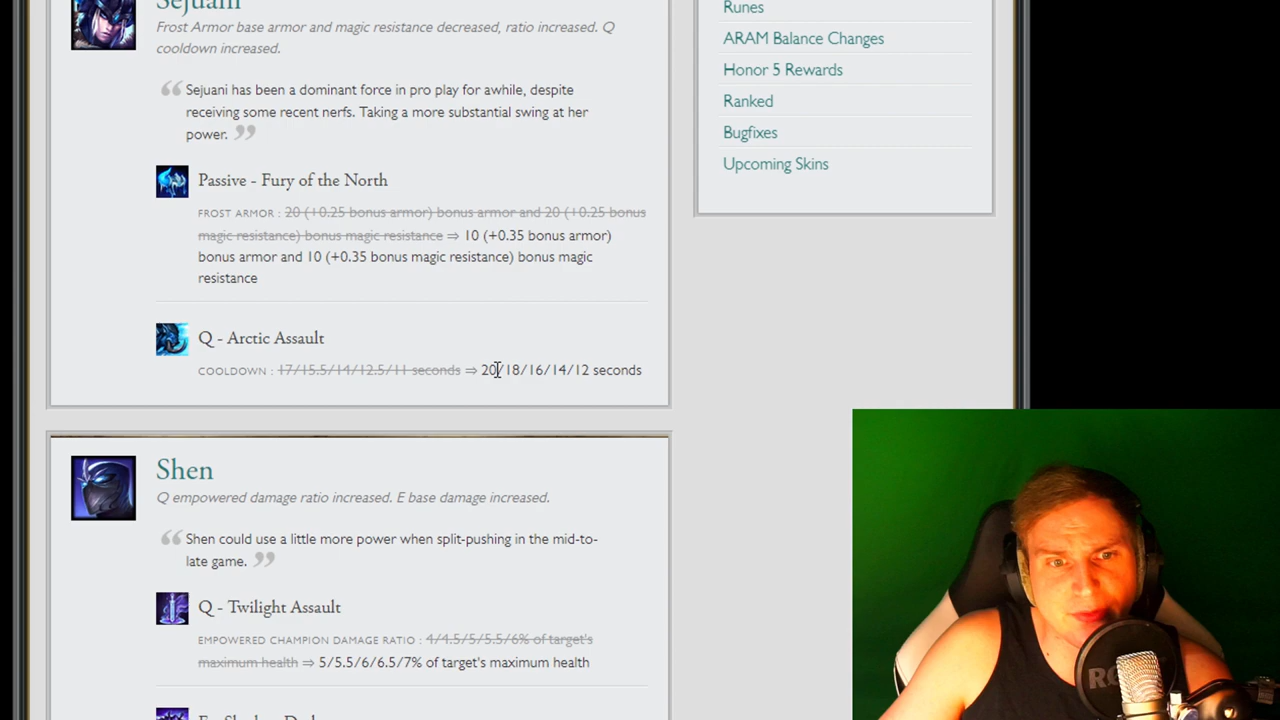 Sejuani
Frost Armor base armor and magic resistance decreased, ratio increased. Q
cooldown increased.
“ Sejuani has been a dominant force in pro play for awhile, despite
receiving some recent nerfs. Taking a more substantial swing at her
power. ”
Passive - Fury of the North
FROST ARMOR : 20 (+0.25 bonus armor) bonus armor and 20 (+0.25 bonus
magic resistance) bonus magic resistance ⇒ 10 (+0.35 bonus armor)
bonus armor and 10 (+0.35 bonus magic resistance) bonus magic
resistance
Q - Arctic Assault
COOLDOWN : 17/15.5/14/12.5/11 seconds ⇒ 20/18/16/14/12 seconds
Shen
Q empowered damage ratio increased. E base damage increased.
“ Shen could use a little more power when split-pushing in the mid-to-
late game. ”
Q - Twilight Assault
EMPOWERED CHAMPION DAMAGE RATIO : 4/4.5/5/5.5/6% of target's
maximum health ⇒ 5/5.5/6/6.5/7% of target's maximum health
Runes
ARAM Balance Changes
Honor 5 Rewards
Ranked
Bugfixes
Upcoming Skins